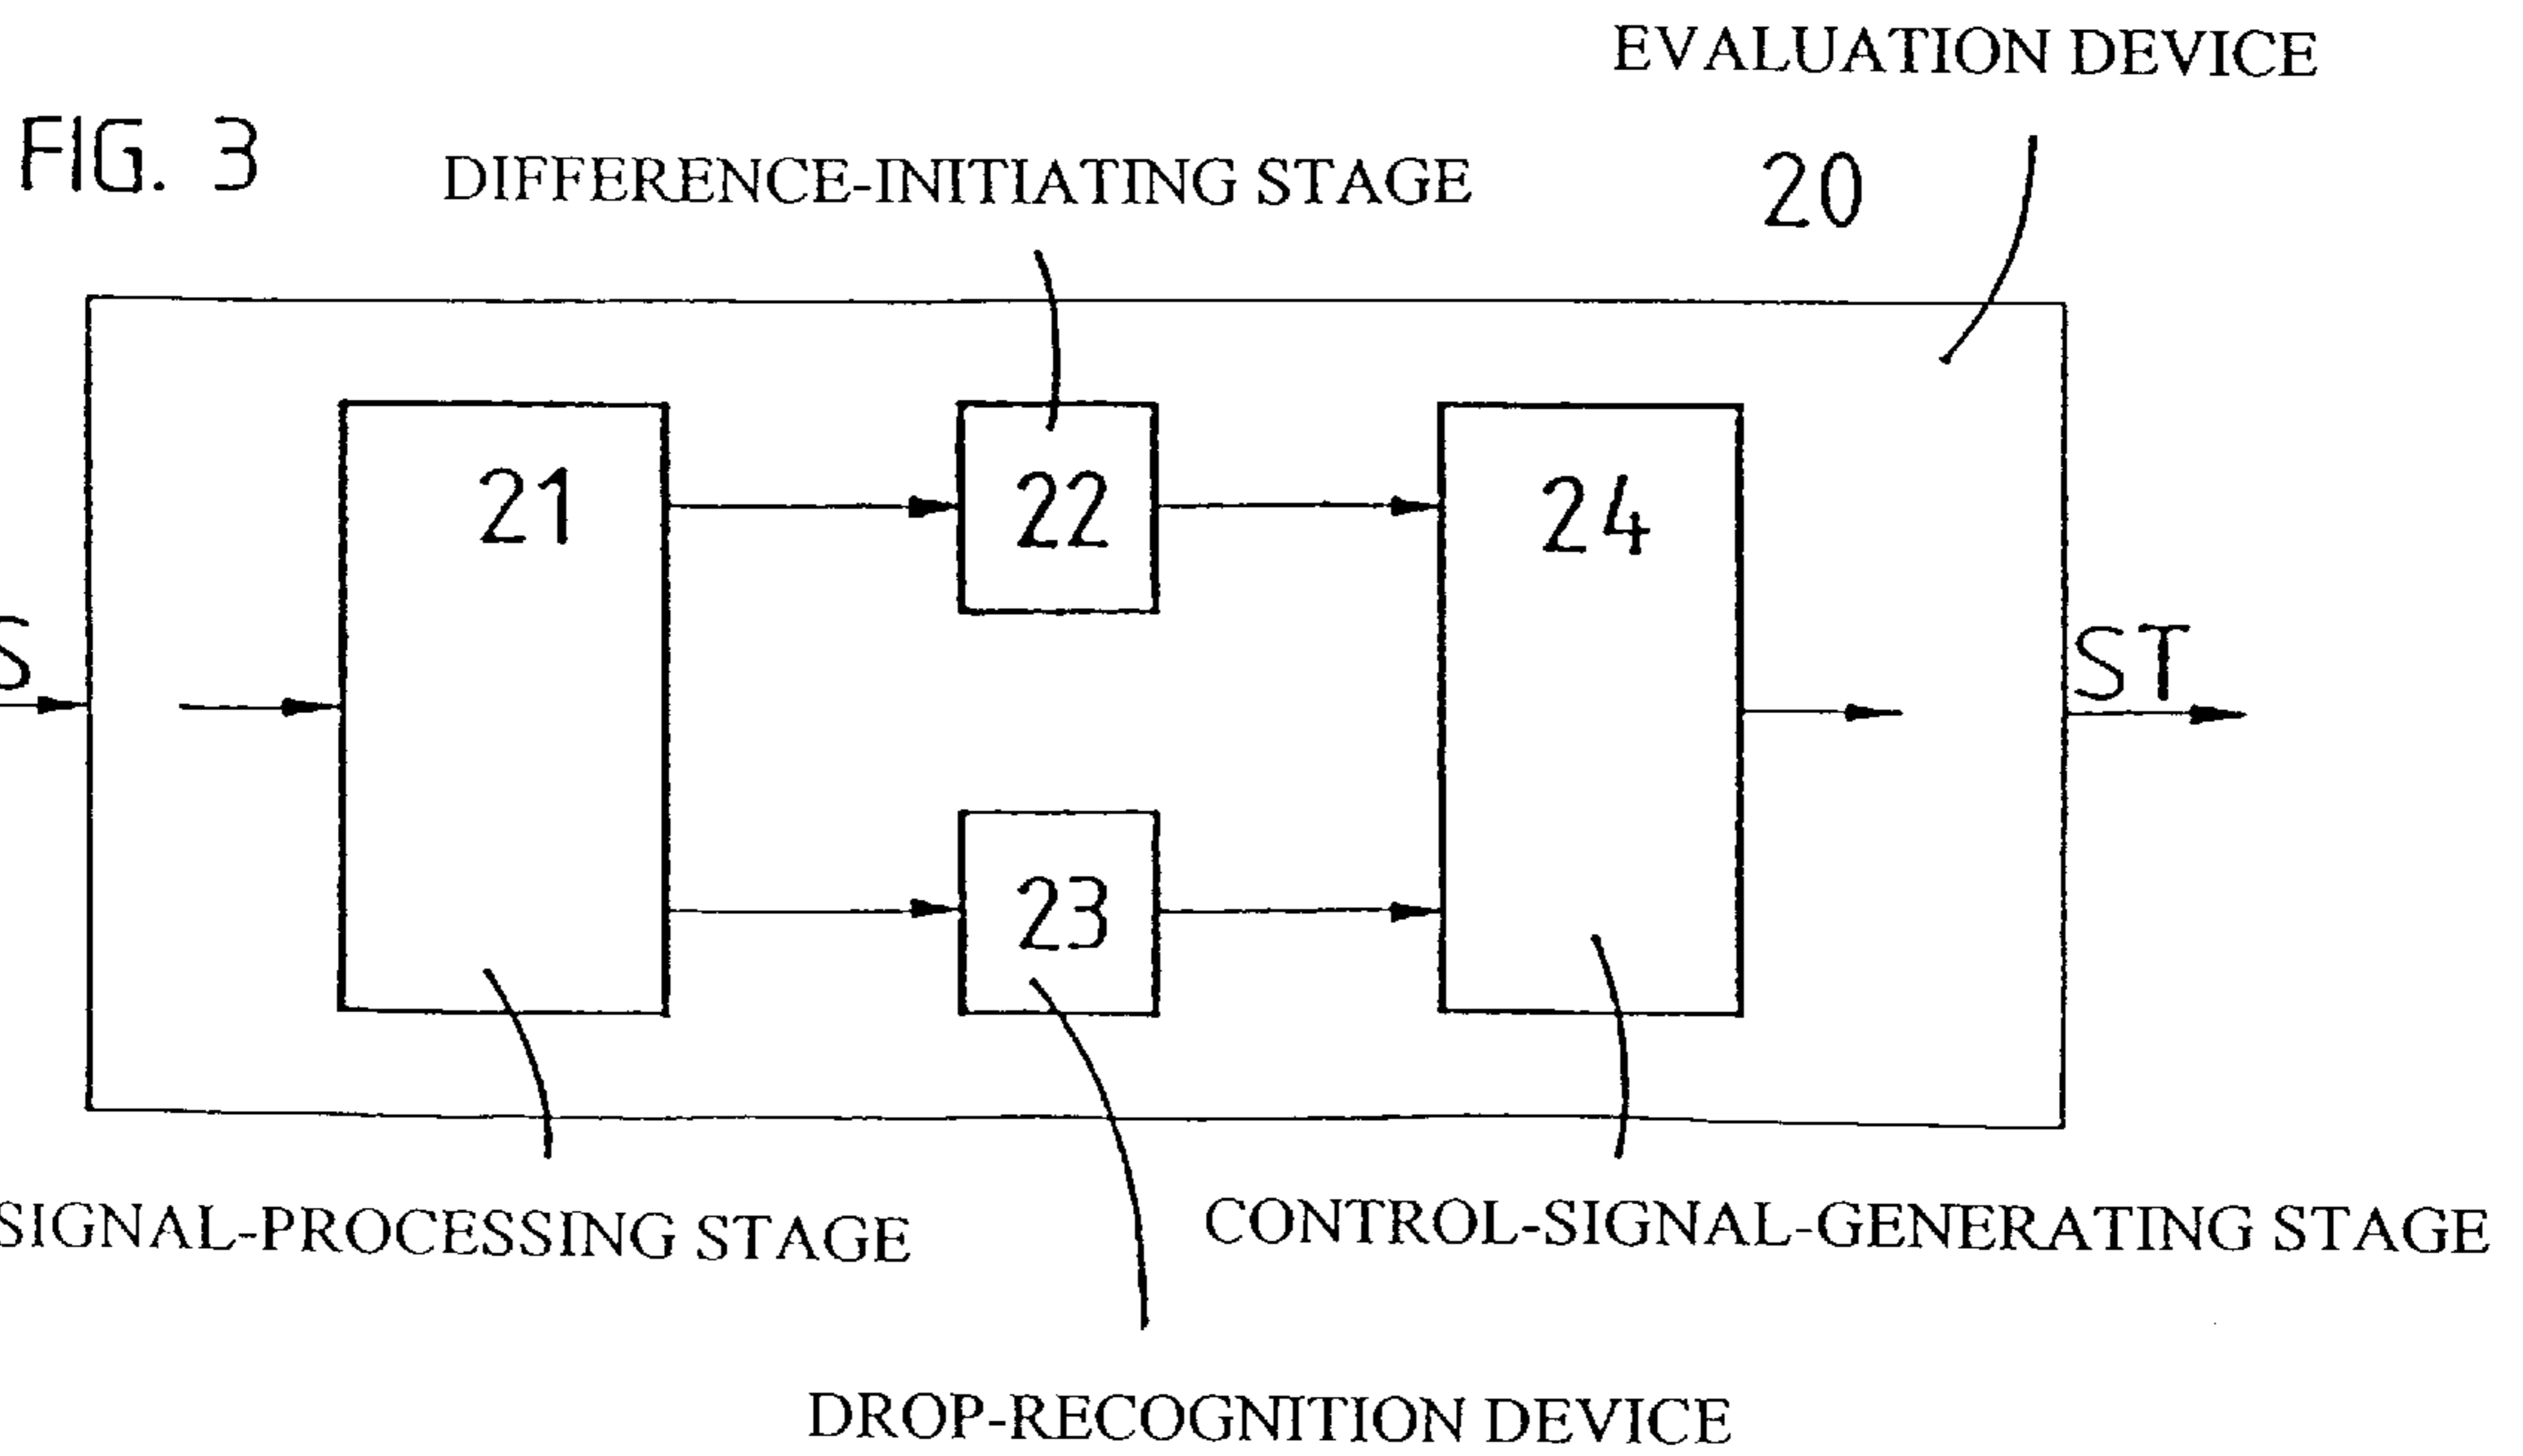 EVALUATION DEVICE
FIG. 3
DIFFERENCE-INITIATING STAGE
20
21
22
24
S
ST
23
SIGNAL-PROCESSING STAGE
CONTROL-SIGNAL-GENERATING STAGE
DROP-RECOGNITION DEVICE